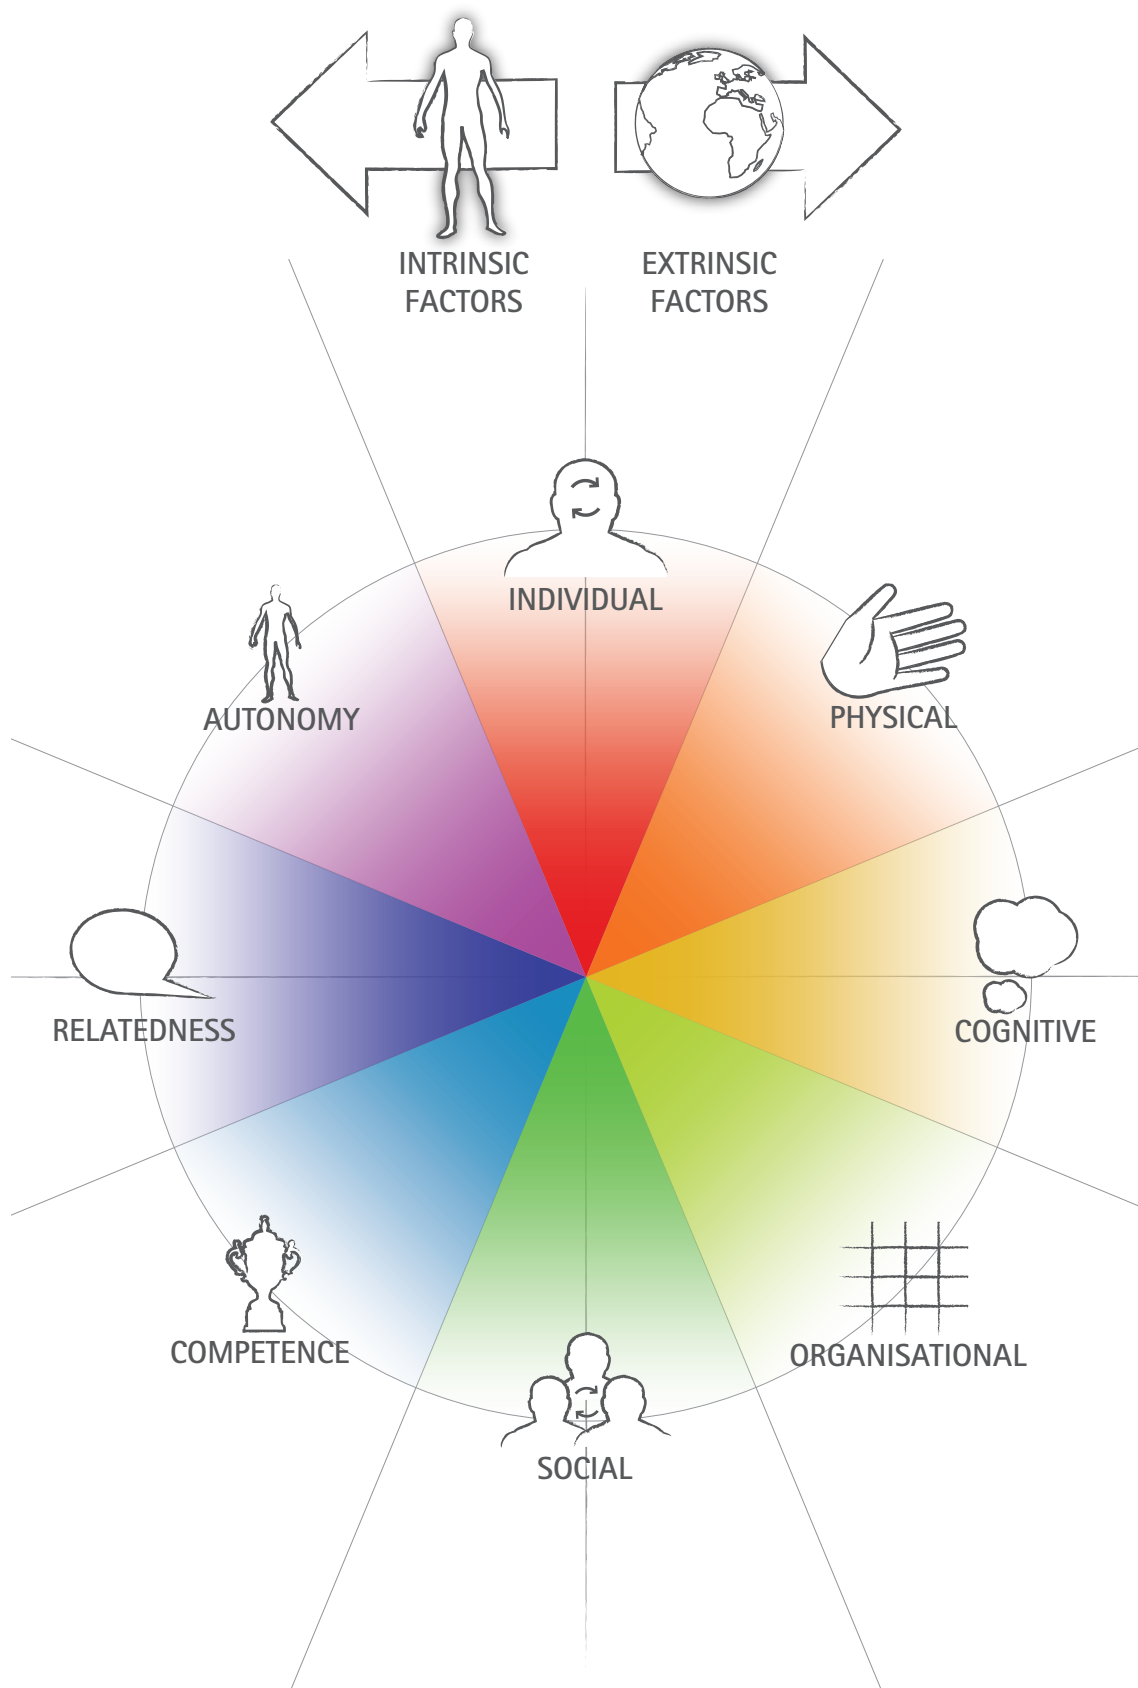 INTRINSIC
FACTORS
EXTRINSIC
FACTORS
INDIVIDUAL
AUTONOMY
PHYSICAL
RELATEDNESS
COGNITIVE
COMPETENCE
ORGANISATIONAL
SOCIAL